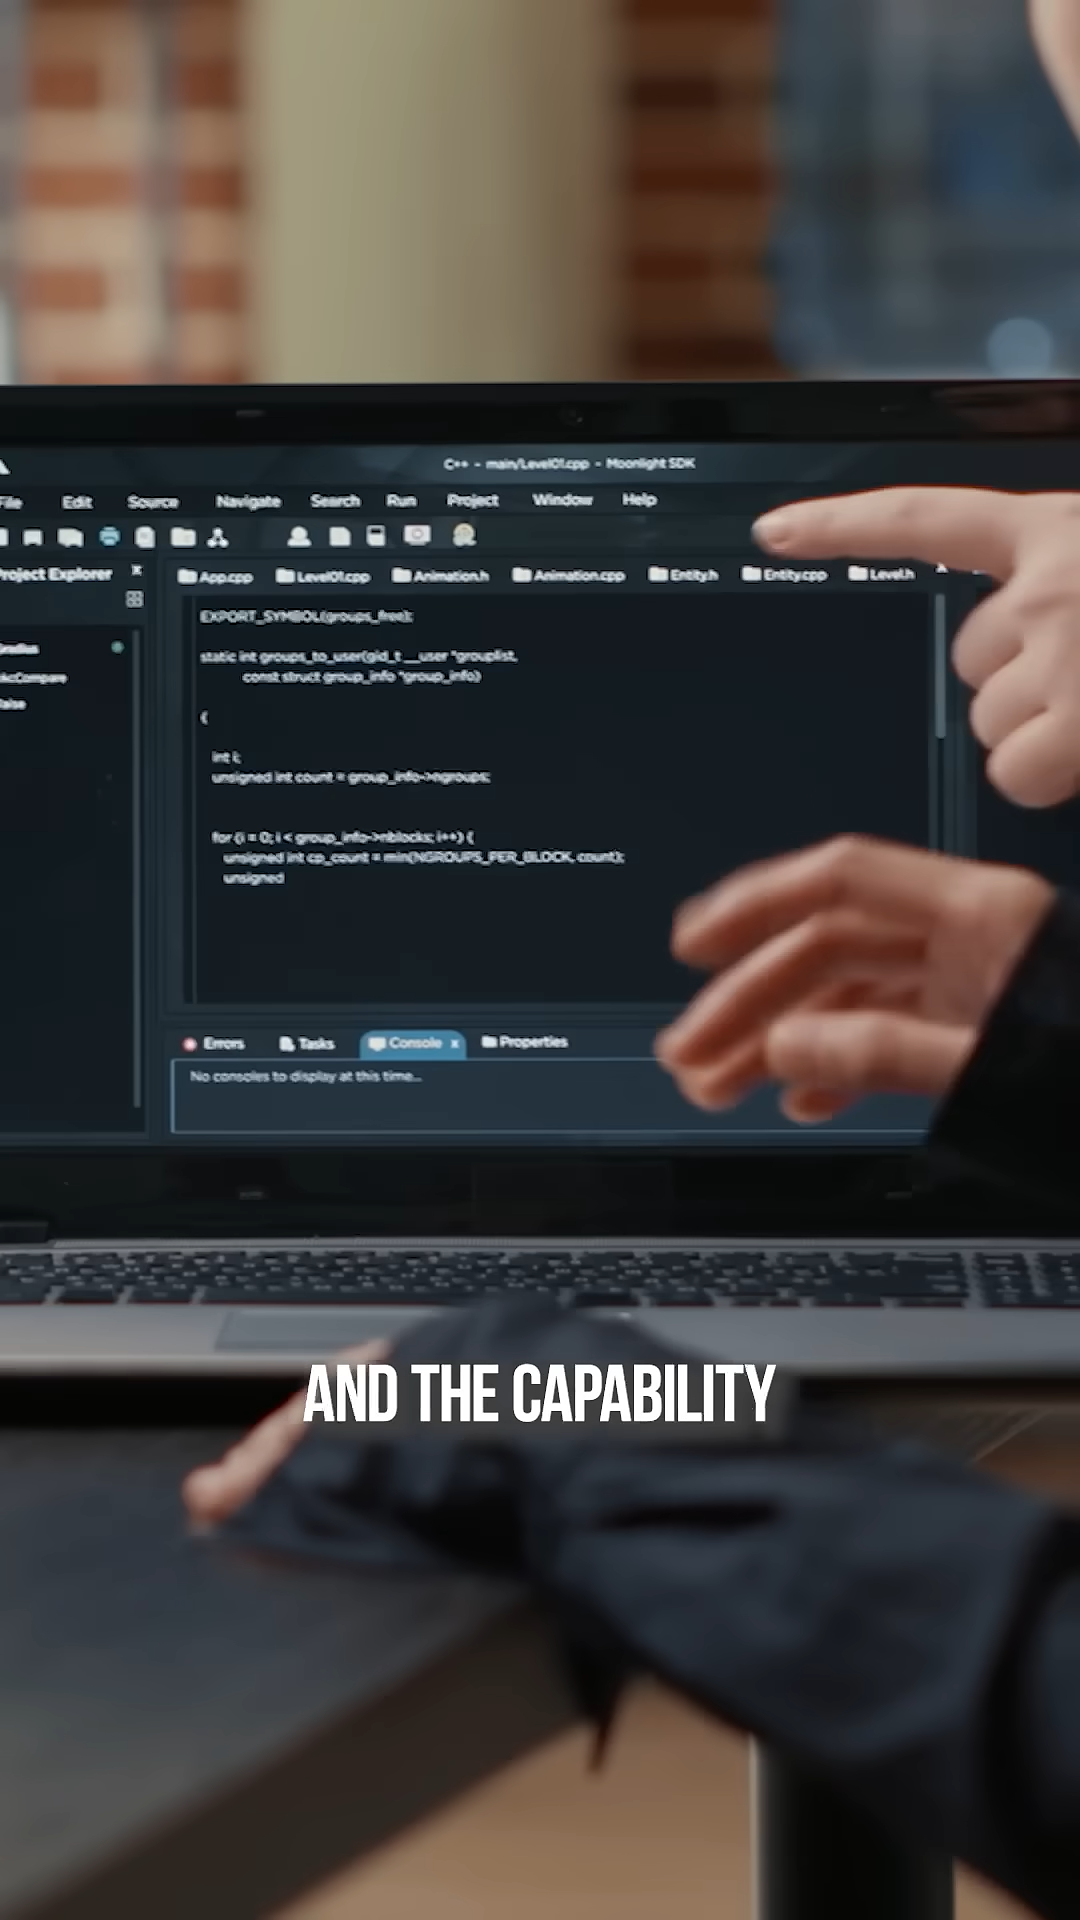 C++ - main/Level01.cpp - Moonlight SDK
File Edit Source Navigate Search Run Project Window Help
Project Explorer x
App.cpp Level01.cpp Animation.h Animation.cpp Entity.h Entity.cpp Level.h x
EXPORT_SYMBOL(groups_free);
static int groups_to_user(gid_t __user *grouplist,
const struct group_info *group_info)
{
int i;
unsigned int count = group_info->ngroups;
for (i = 0; i < group_info->nblocks; i++) {
unsigned int cp_count = min(NGROUPS_PER_BLOCK, count);
unsigned
Errors Tasks Console x Properties
No consoles to display at this time...
AND THE CAPABILITY